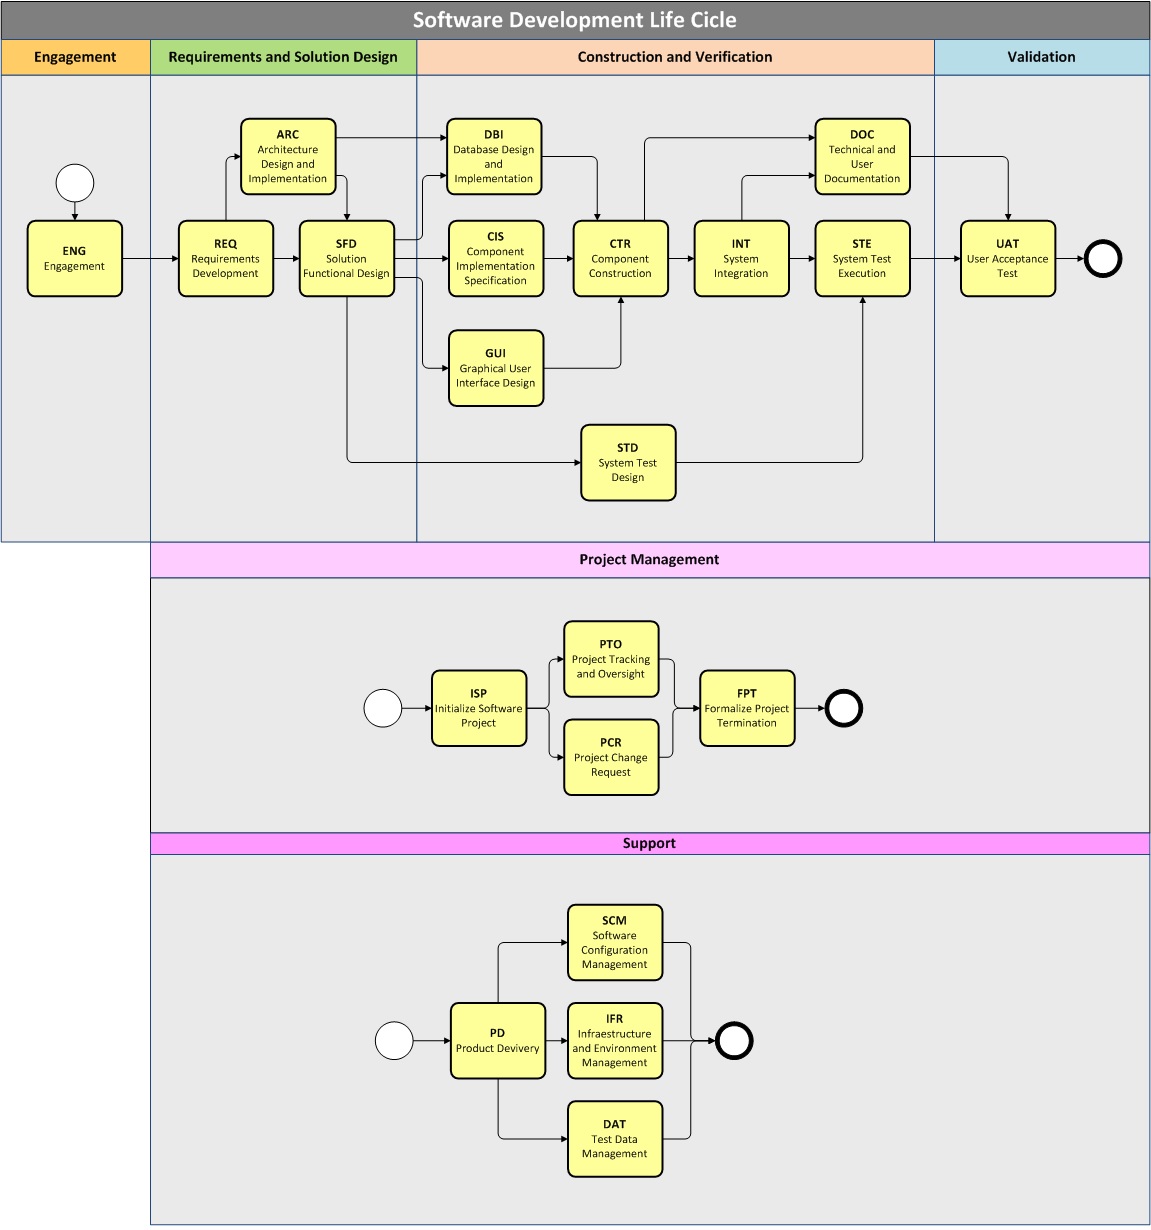 Software Development Life Cicle
Engagement
Requirements and Solution Design
Construction and Verification
Validation
ARC
Architecture
Design and
Implementation
DBI
Database Design
and
Implementation
DOC
Technical and
User
Documentation
ENG
Engagement
REQ
Requirements
Development
SFD
Solution
Functional Design
CIS
Component
Implementation
Specification
CTR
Component
Construction
INT
System
Integration
STE
System Test
Execution
UAT
User Acceptance
Test
GUI
Graphical User
Interface Design
STD
System Test
Design
Project Management
PTO
Project Tracking
and Oversight
ISP
Initialize Software
Project
FPT
Formalize Project
Termination
PCR
Project Change
Request
Support
SCM
Software
Configuration
Management
PD
Product Devivery
IFR
Infraestructure
and Environment
Management
DAT
Test Data
Management